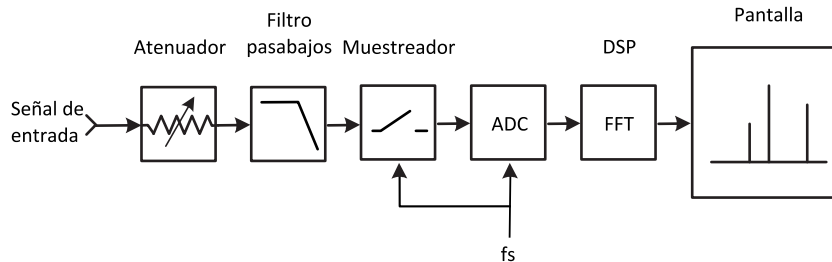 Señal de
entrada
Atenuador
Filtro
pasabajos
Muestreador
ADC
DSP
FFT
Pantalla
fs